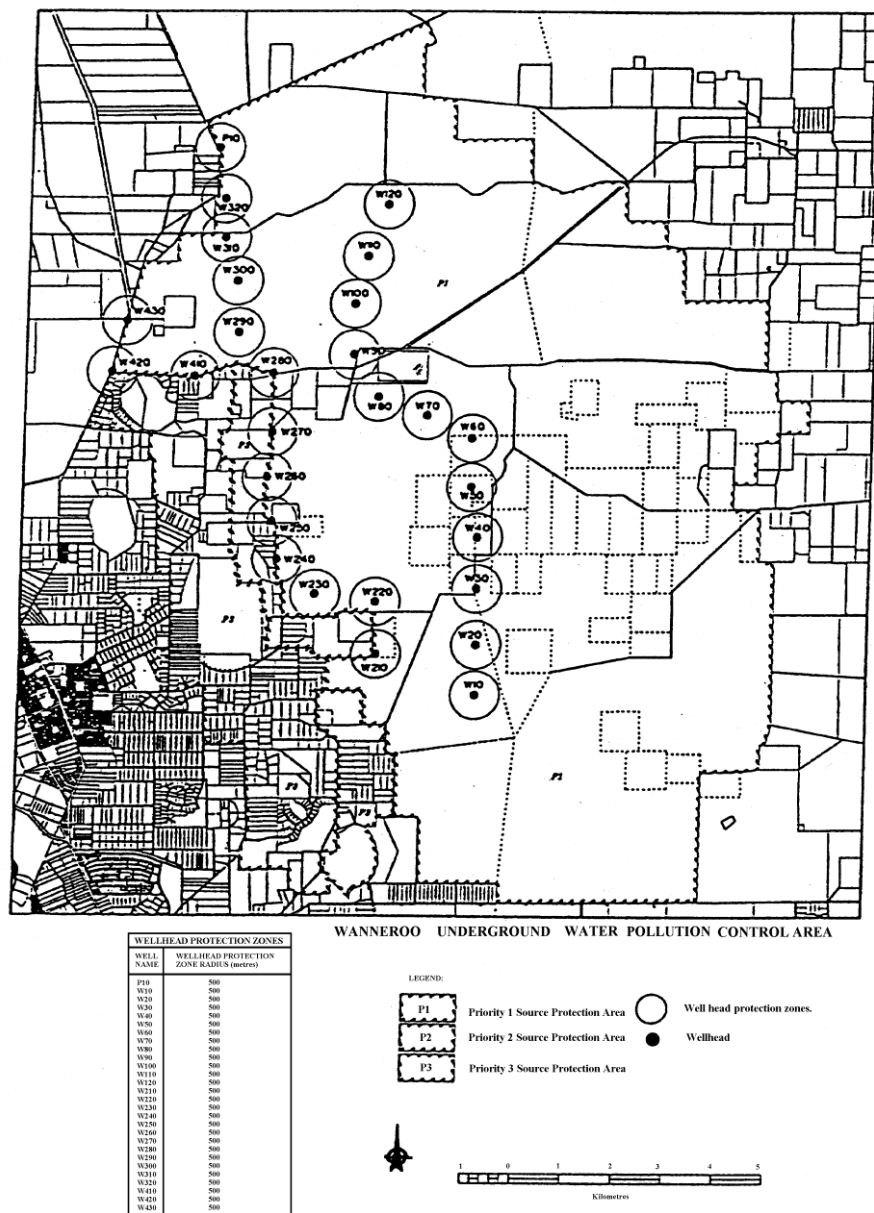 P10
W320
W120
W310
W300
P1
W100
W430
W290
W90
W420
W410
W280
W80
W70
W270
W60
P2
W260
W50
W250
W40
W240
W230
W30
W220
P3
W20
W210
W10
P3
P3
WANNEROO UNDERGROUND WATER POLLUTION CONTROL AREA
WELLHEAD PROTECTION ZONES
WELL NAME WELLHEAD PROTECTION ZONE RADIUS (metres)
P10 500
W10 500
W20 500
W30 500
W40 500
W50 500
W60 500
W70 500
W80 500
W90 500
W100 500
W110 500
W120 500
W210 500
W220 500
W230 500
W240 500
W250 500
W260 500
W270 500
W280 500
W290 500
W300 500
W310 500
W320 500
W410 500
W420 500
W430 500
LEGEND:
P1 Priority 1 Source Protection Area
Well head protection zones.
P2 Priority 2 Source Protection Area
Wellhead
P3 Priority 3 Source Protection Area
1 0 1 2 3 4 5
Kilometres